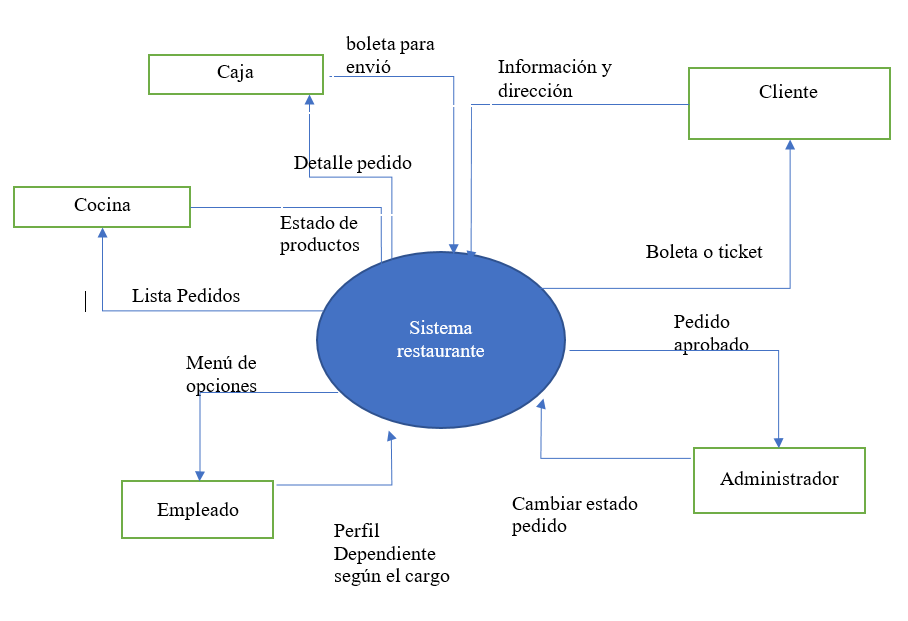 boleta para
envió
Caja
Información y
dirección
Cliente
Detalle pedido
Cocina
Estado de
productos
Boleta o ticket
Lista Pedidos
Sistema
restaurante
Pedido
aprobado
Menú de
opciones
Empleado
Administrador
Cambiar estado
pedido
Perfil
Dependiente
según el cargo